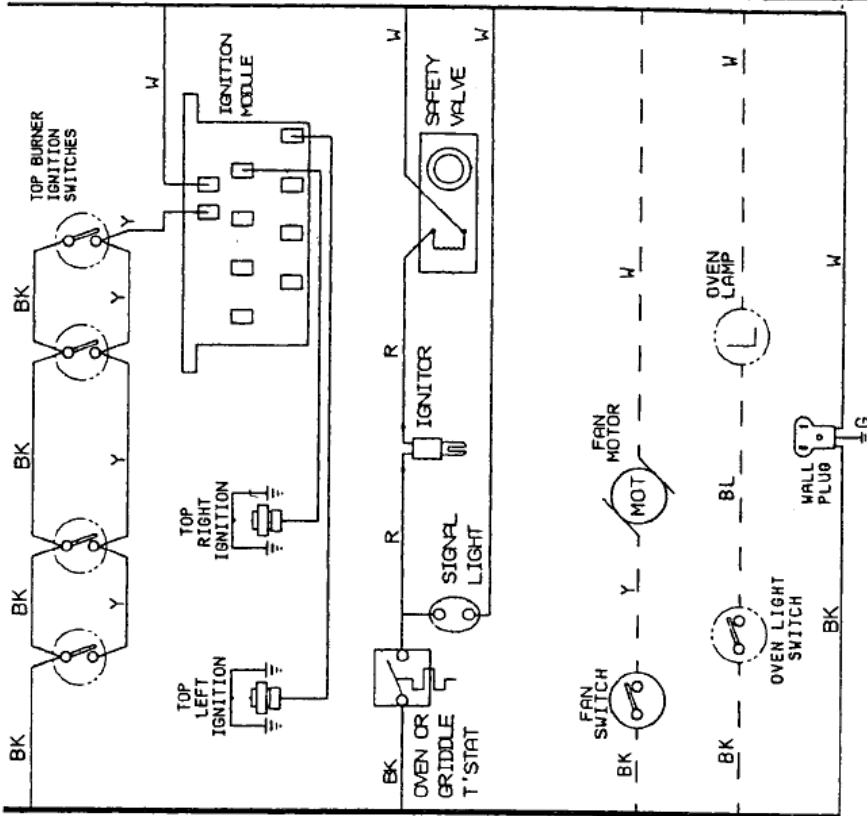 TOP BURNER
IGNITION
SWITCHES
W
IGNITION
MODULE
W
W
SAFETY
VALVE
W
W
Y
BK
Y
BK
Y
BK
Y
BK
TOP
RIGHT
IGNITION
TOP
LEFT
IGNITION
R
IGNITOR
R
SIGNAL
LIGHT
BK
OVEN OR
GRIDDLE
T'STAT
W
OVEN
LAMP
L
W
FAN
MOTOR
MOT
BL
WALL
PLUG
G
Y
FAN
SWITCH
BK
OVEN LIGHT
SWITCH
BK
BK